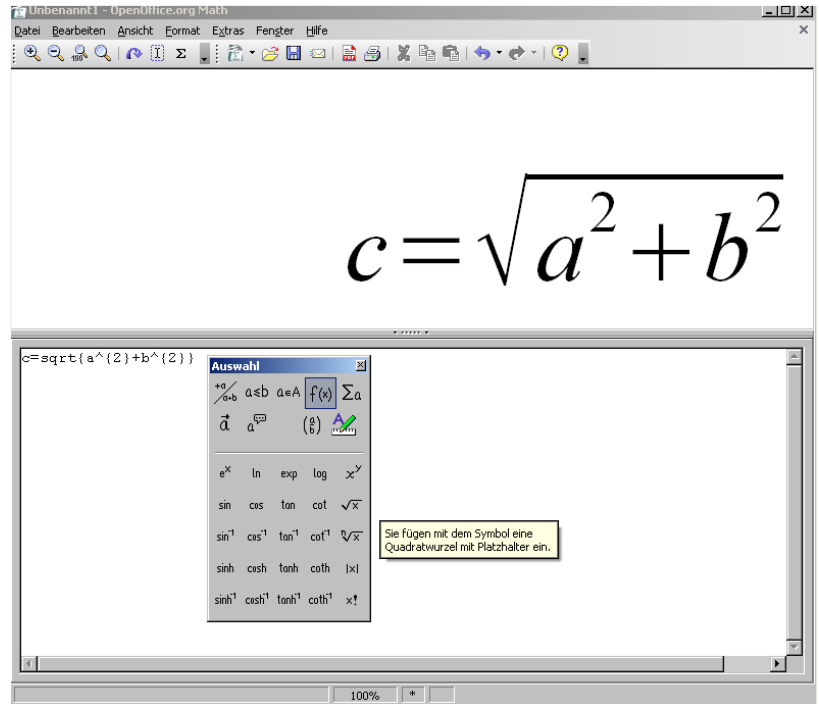 Unbenannt1 - OpenOffice.org Math
Datei Bearbeiten Ansicht Format Extras Fenster Hilfe
c=√a²+b²
c=sqrt{a^{2}+b^{2}}
Auswahl
+a/a+b a≤b a∈A f(x) Σa
a⃗ a (a/b)
eˣ ln exp log xʸ
sin cos tan cot √x
sin⁻¹ cos⁻¹ tan⁻¹ cot⁻¹ ⁿ√x
sinh cosh tanh coth |x|
sinh⁻¹ cosh⁻¹ tanh⁻¹ coth⁻¹ x!
Sie fügen mit dem Symbol eine
Quadratwurzel mit Platzhalter ein.
100% *